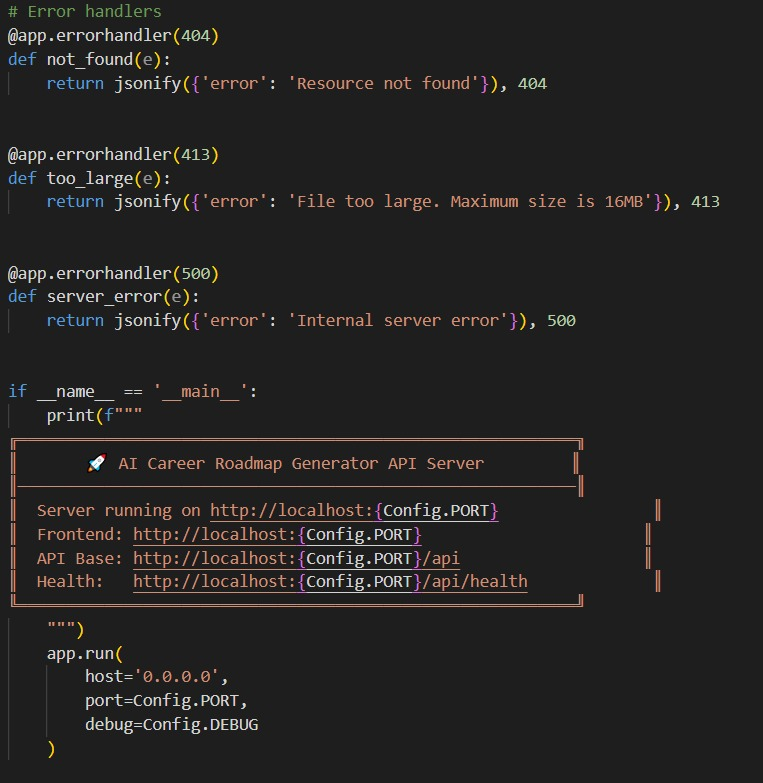 # Error handlers
@app.errorhandler(404)
def not_found(e):
    return jsonify({'error': 'Resource not found'}), 404

@app.errorhandler(413)
def too_large(e):
    return jsonify({'error': 'File too large. Maximum size is 16MB'}), 413

@app.errorhandler(500)
def server_error(e):
    return jsonify({'error': 'Internal server error'}), 500

if __name__ == '__main__':
    print(f"""
╔══════════════════════════════════════════════════════════╗
║       🚀 AI Career Roadmap Generator API Server         ║
║──────────────────────────────────────────────────────────║
║  Server running on http://localhost:{Config.PORT}                ║
║  Frontend: http://localhost:{Config.PORT}                       ║
║  API Base: http://localhost:{Config.PORT}/api                   ║
║  Health:   http://localhost:{Config.PORT}/api/health             ║
╚══════════════════════════════════════════════════════════╝
    """)
    app.run(
        host='0.0.0.0',
        port=Config.PORT,
        debug=Config.DEBUG
    )